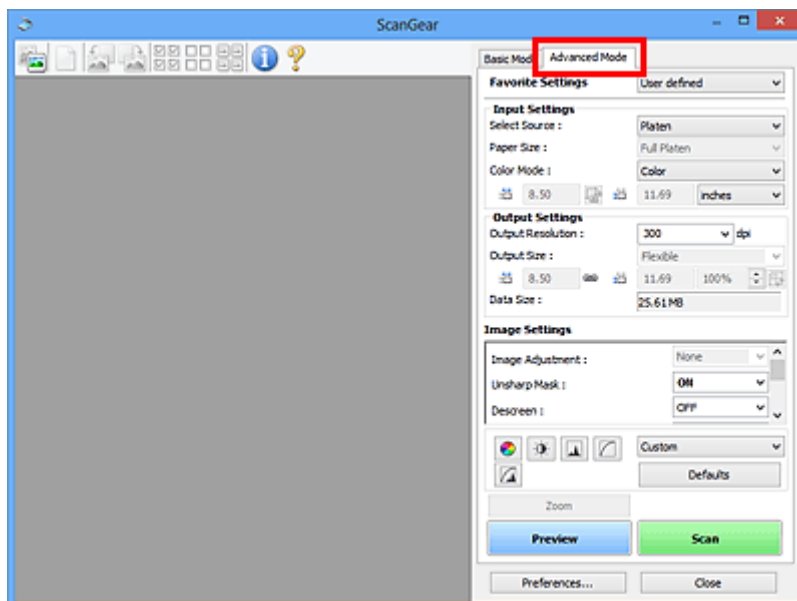 ScanGear
Basic Mod Advanced Mode
Favorite Settings User defined
Input Settings
Select Source : Platen
Paper Size : Full Platen
Color Mode : Color
8.50 11.69 inches
Output Settings
Output Resolution : 300 dpi
Output Size : Flexible
8.50 11.69 100%
Data Size : 25.61MB
Image Settings
Image Adjustment : None
Unsharp Mask : ON
Descreen : OFF
Custom
Defaults
Zoom
Preview Scan
Preferences... Close